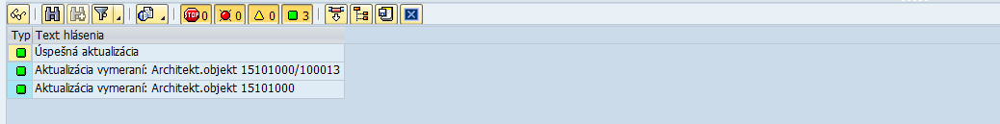 STOP 0 0 0 3
Typ Text hlásenia
Úspešná aktualizácia
Aktualizácia vymeraní: Architekt.objekt 15101000/100013
Aktualizácia vymeraní: Architekt.objekt 15101000